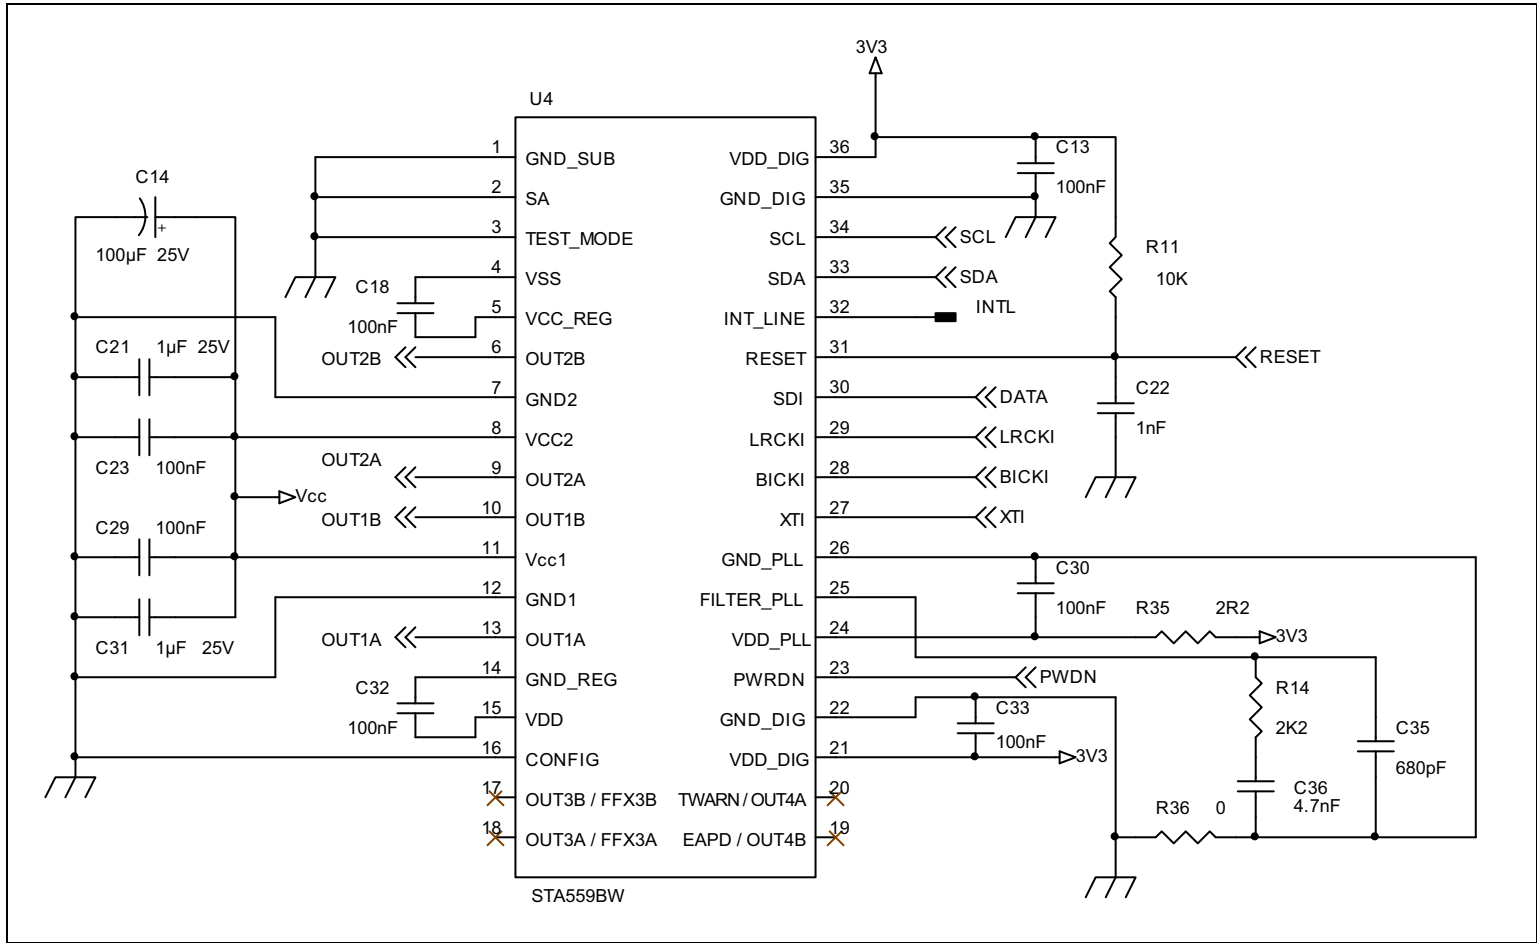 3V3
U4
1 GND_SUB VDD_DIG 36
C13
100nF
C14
2 SA GND_DIG 35
+
100µF 25V
3 TEST_MODE SCL 34 SCL
R11
10K
4 VSS SDA 33 SDA
C18
100nF
5 VCC_REG INT_LINE 32 INTL
C21 1µF 25V
OUT2B 6 OUT2B RESET 31 RESET
7 GND2 SDI 30 DATA
C22
1nF
8 VCC2 LRCKI 29 LRCKI
C23 100nF
OUT2A 9 OUT2A BICKI 28 BICKI
Vcc
OUT1B 10 OUT1B XTI 27 XTI
C29 100nF
11 Vcc1 GND_PLL 26
C30
100nF
12 GND1 FILTER_PLL 25
R35 2R2
C31 1µF 25V
OUT1A 13 OUT1A VDD_PLL 24 3V3
14 GND_REG PWRDN 23 PWDN
C32
100nF
R14
2K2
15 VDD GND_DIG 22
C33
100nF
C35
680pF
16 CONFIG VDD_DIG 21 3V3
C36
4.7nF
17 OUT3B / FFX3B TWARN / OUT4A 20
R36 0
18 OUT3A / FFX3A EAPD / OUT4B 19
STA559BW